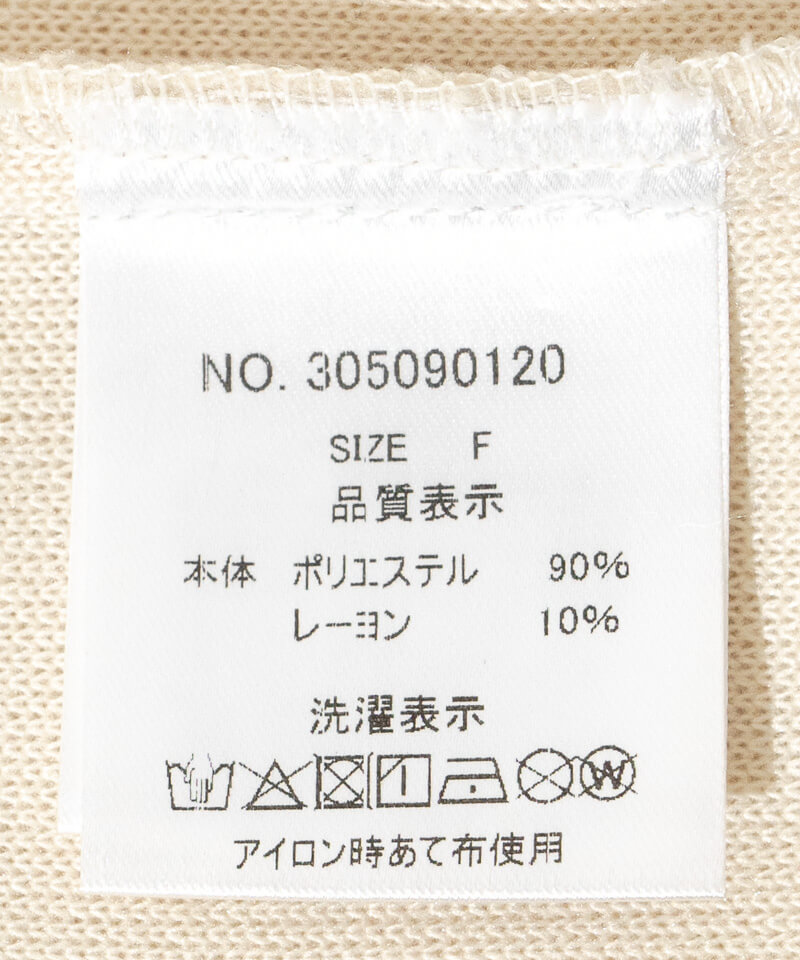 NO. 305090120
SIZE F
品質表示
本体 ポリエステル 90%
レーヨン 10%
洗濯表示
W
アイロン時あて布使用